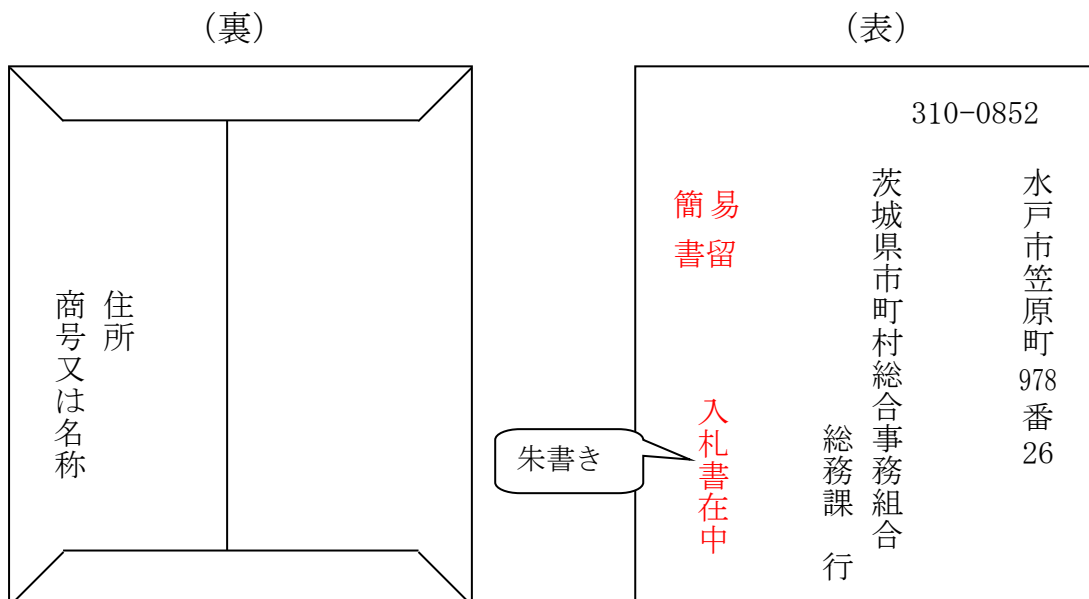 （裏）
住所
商号又は名称
（表）
310-0852
水戸市笠原町978番26
茨城県市町村総合事務組合
総務課　行
簡易
書留
入札書在中
朱書き